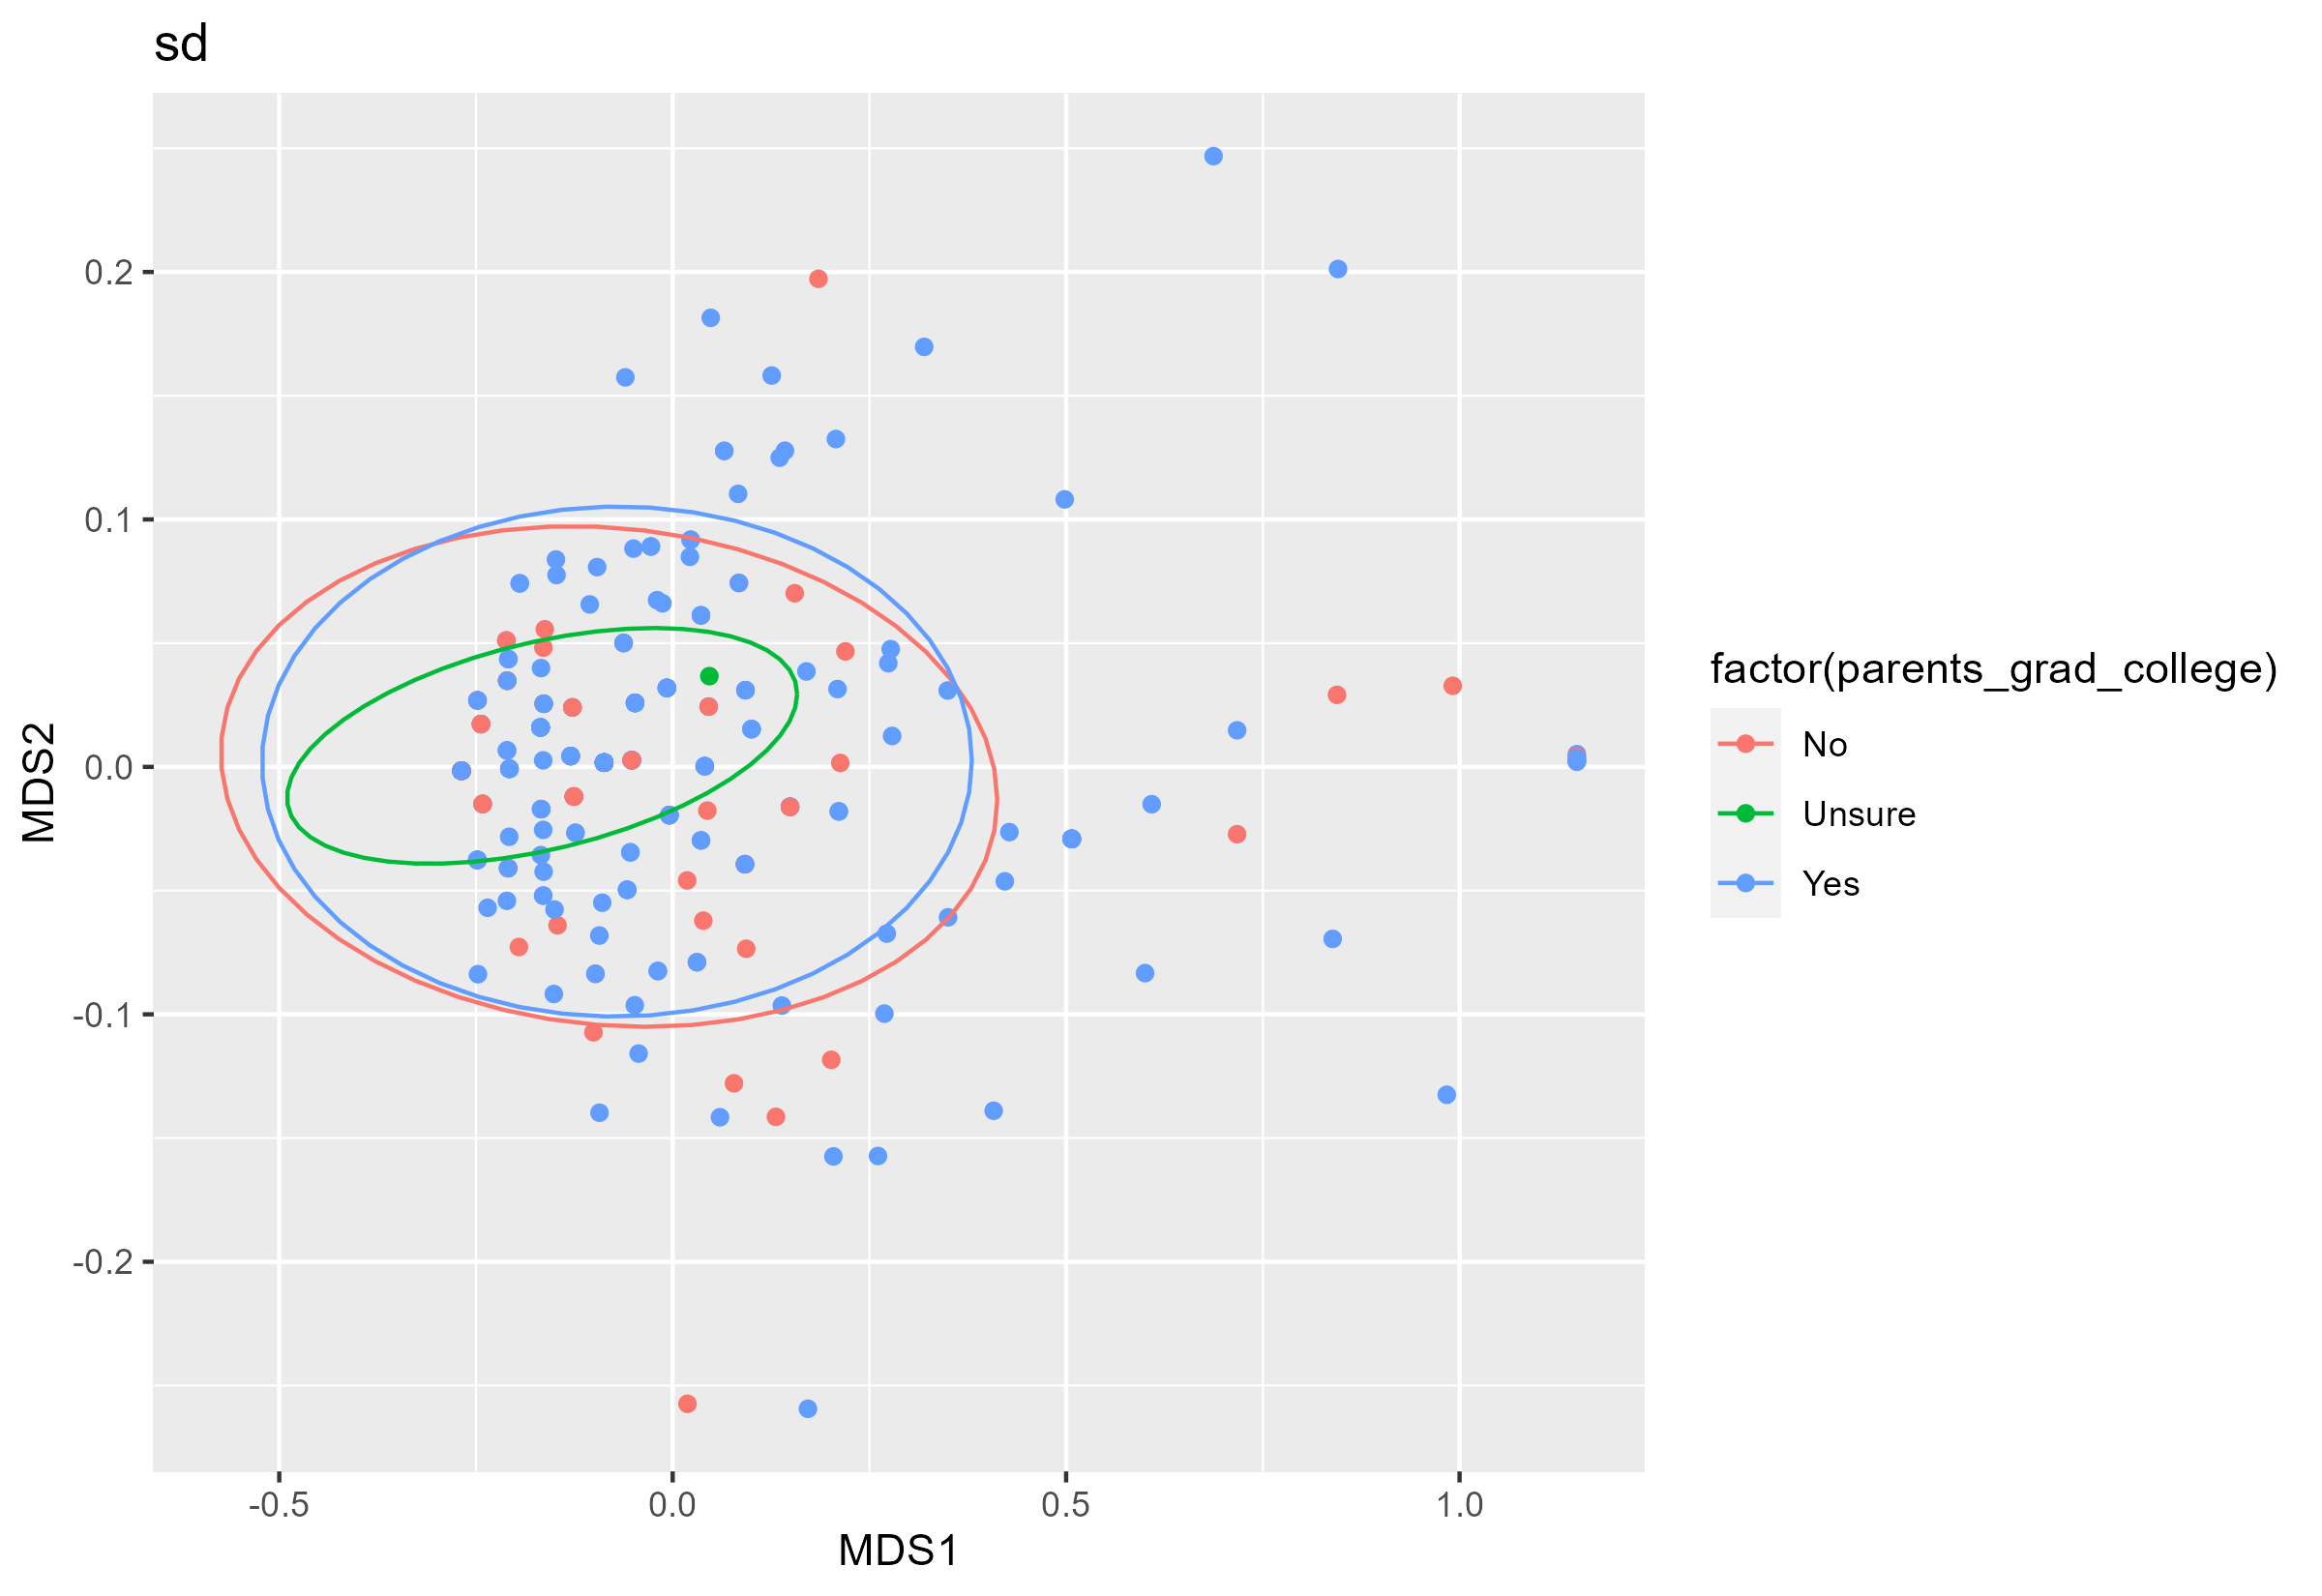 sd
MDS2
0.2
0.1
0.0
-0.1
-0.2
-0.5
0.0
0.5
1.0
MDS1
factor(parents_grad_college)
No
Unsure
Yes